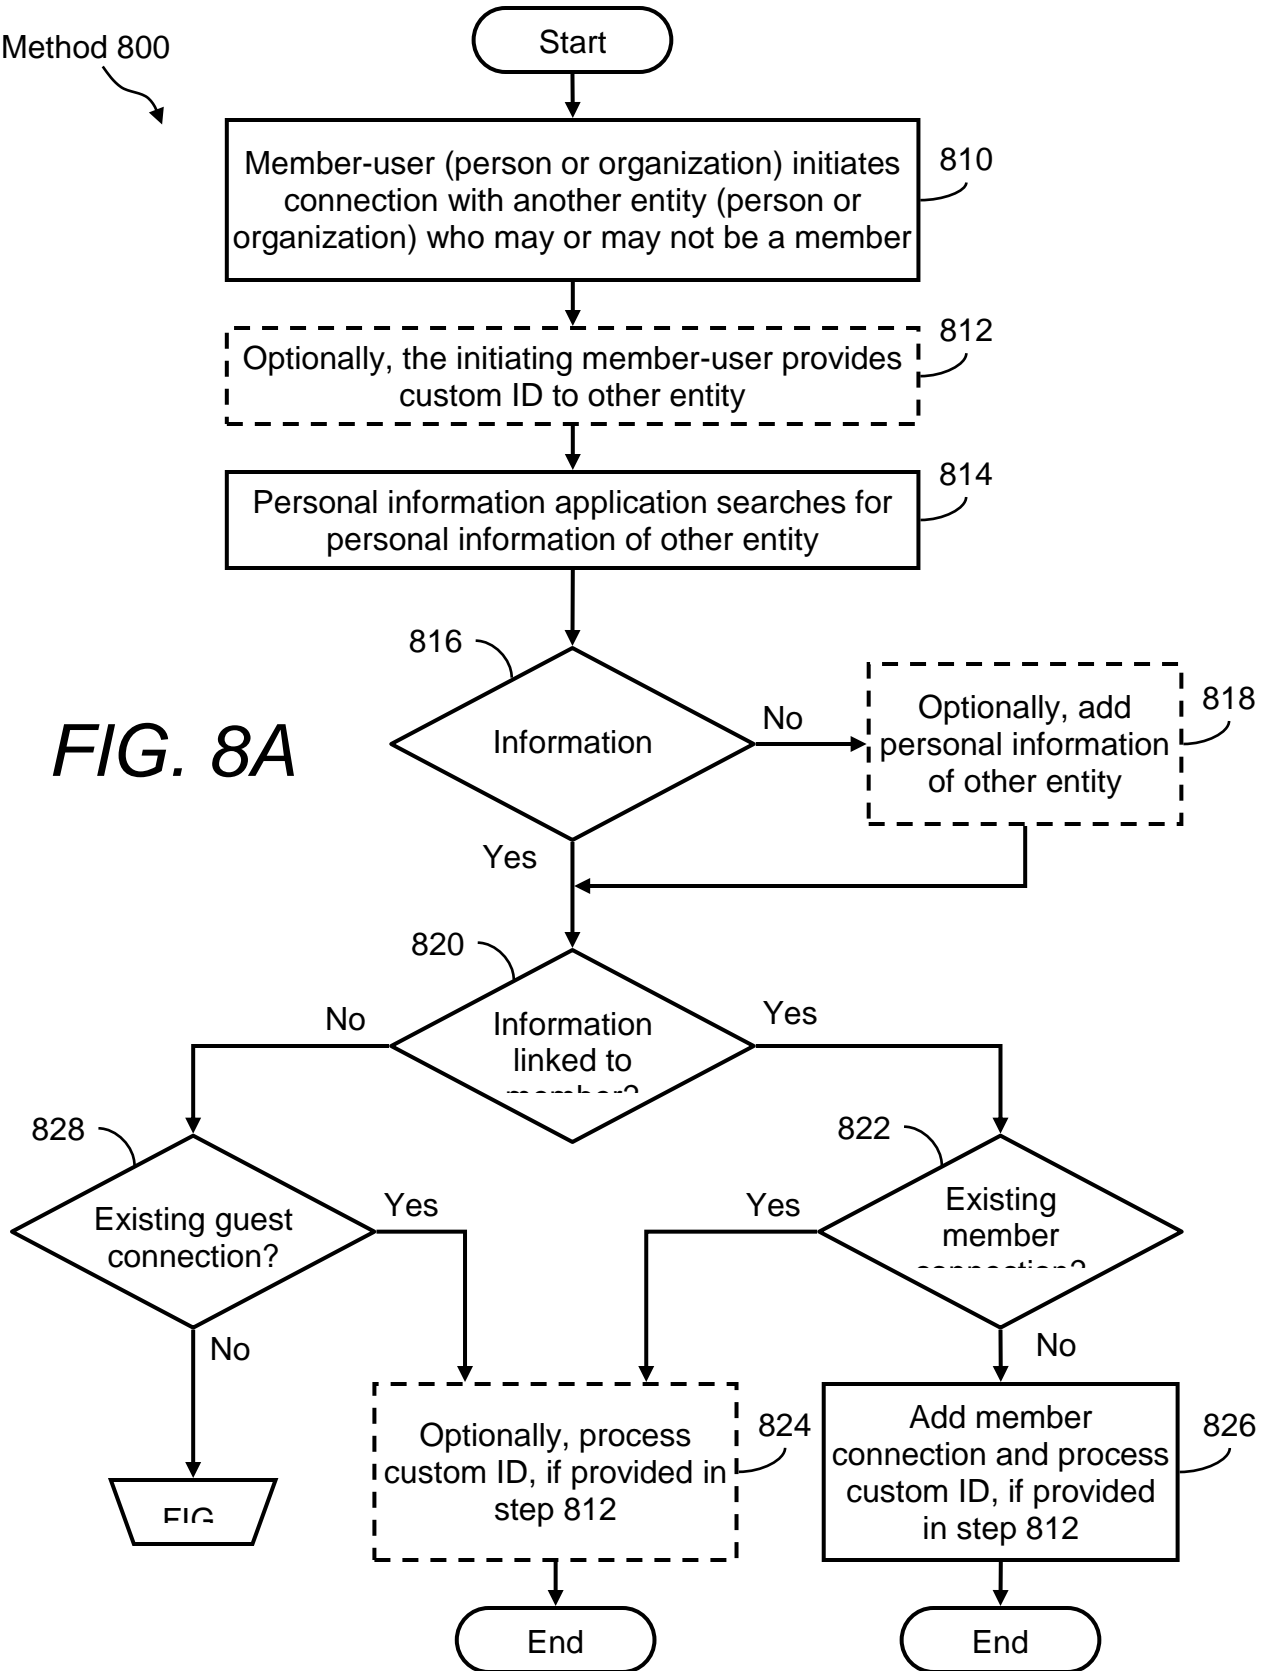 Method 800
Start
Member-user (person or organization) initiates
connection with another entity (person or
organization) who may or may not be a member
810
Optionally, the initiating member-user provides
custom ID to other entity
812
Personal information application searches for
personal information of other entity
814
816
Information
No
Optionally, add
personal information
of other entity
818
FIG. 8A
Yes
820
Information
linked to
member?
No
Yes
828
Existing guest
connection?
Yes
No
822
Existing
member
connection?
Yes
No
FIG
Optionally, process
custom ID, if provided in
step 812
824
Add member
connection and process
custom ID, if provided
in step 812
826
End
End